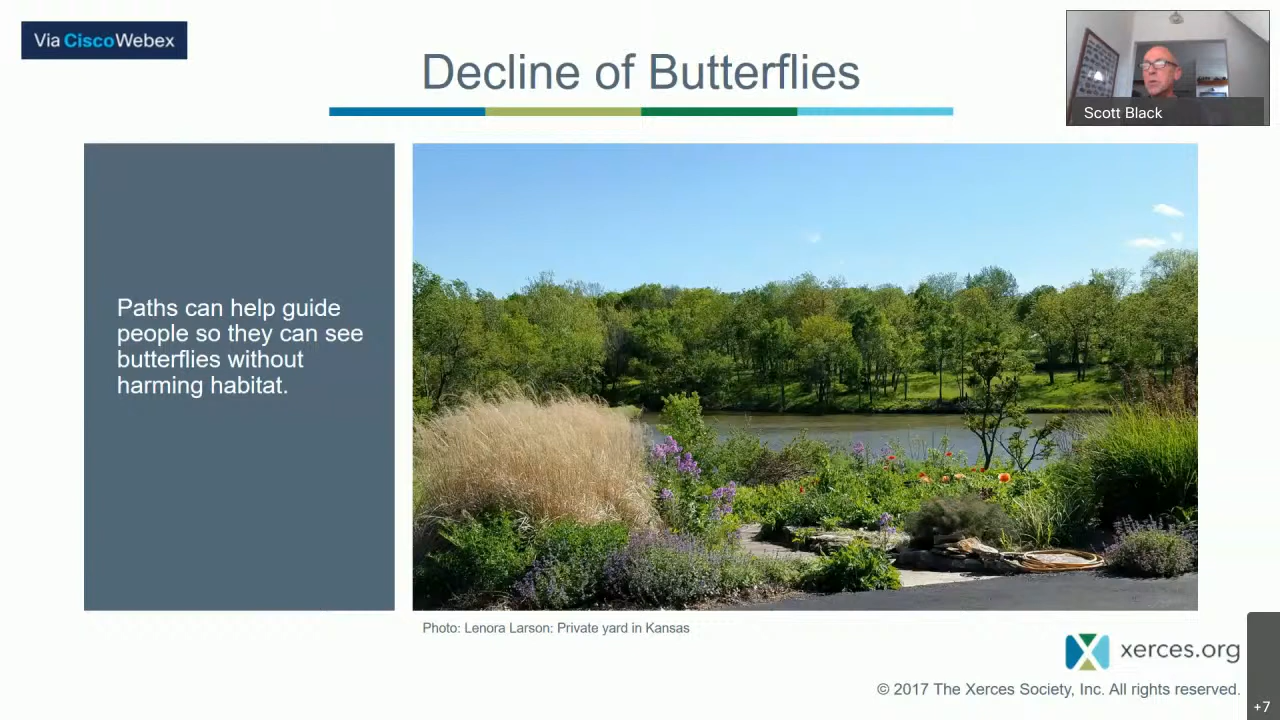 Via CiscoWebex
Decline of Butterflies
Scott Black
Paths can help guide
people so they can see
butterflies without
harming habitat.
Photo: Lenora Larson: Private yard in Kansas
xerces.org
© 2017 The Xerces Society, Inc. All rights reserved.
+7